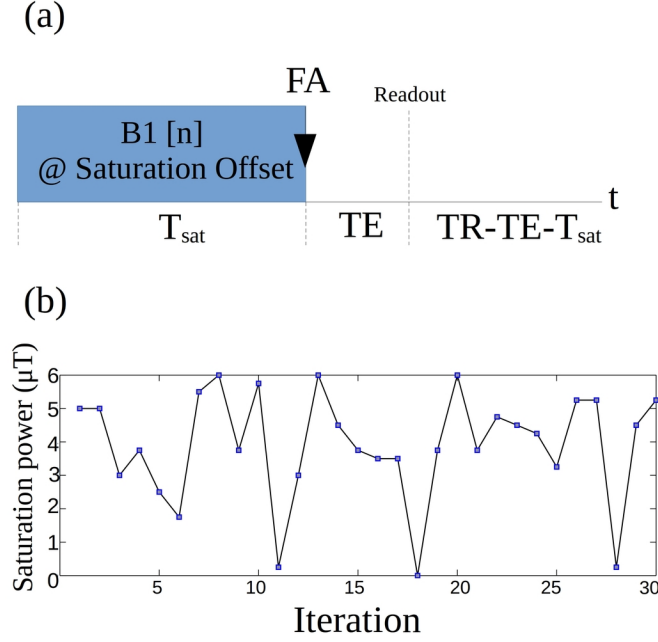 (a)
FA
Readout
B1 [n]
@ Saturation Offset
t
Tsat
TE
TR-TE-Tsat
(b)
Saturation power (µT)
6
5
4
3
2
1
0
5
10
15
20
25
30
Iteration